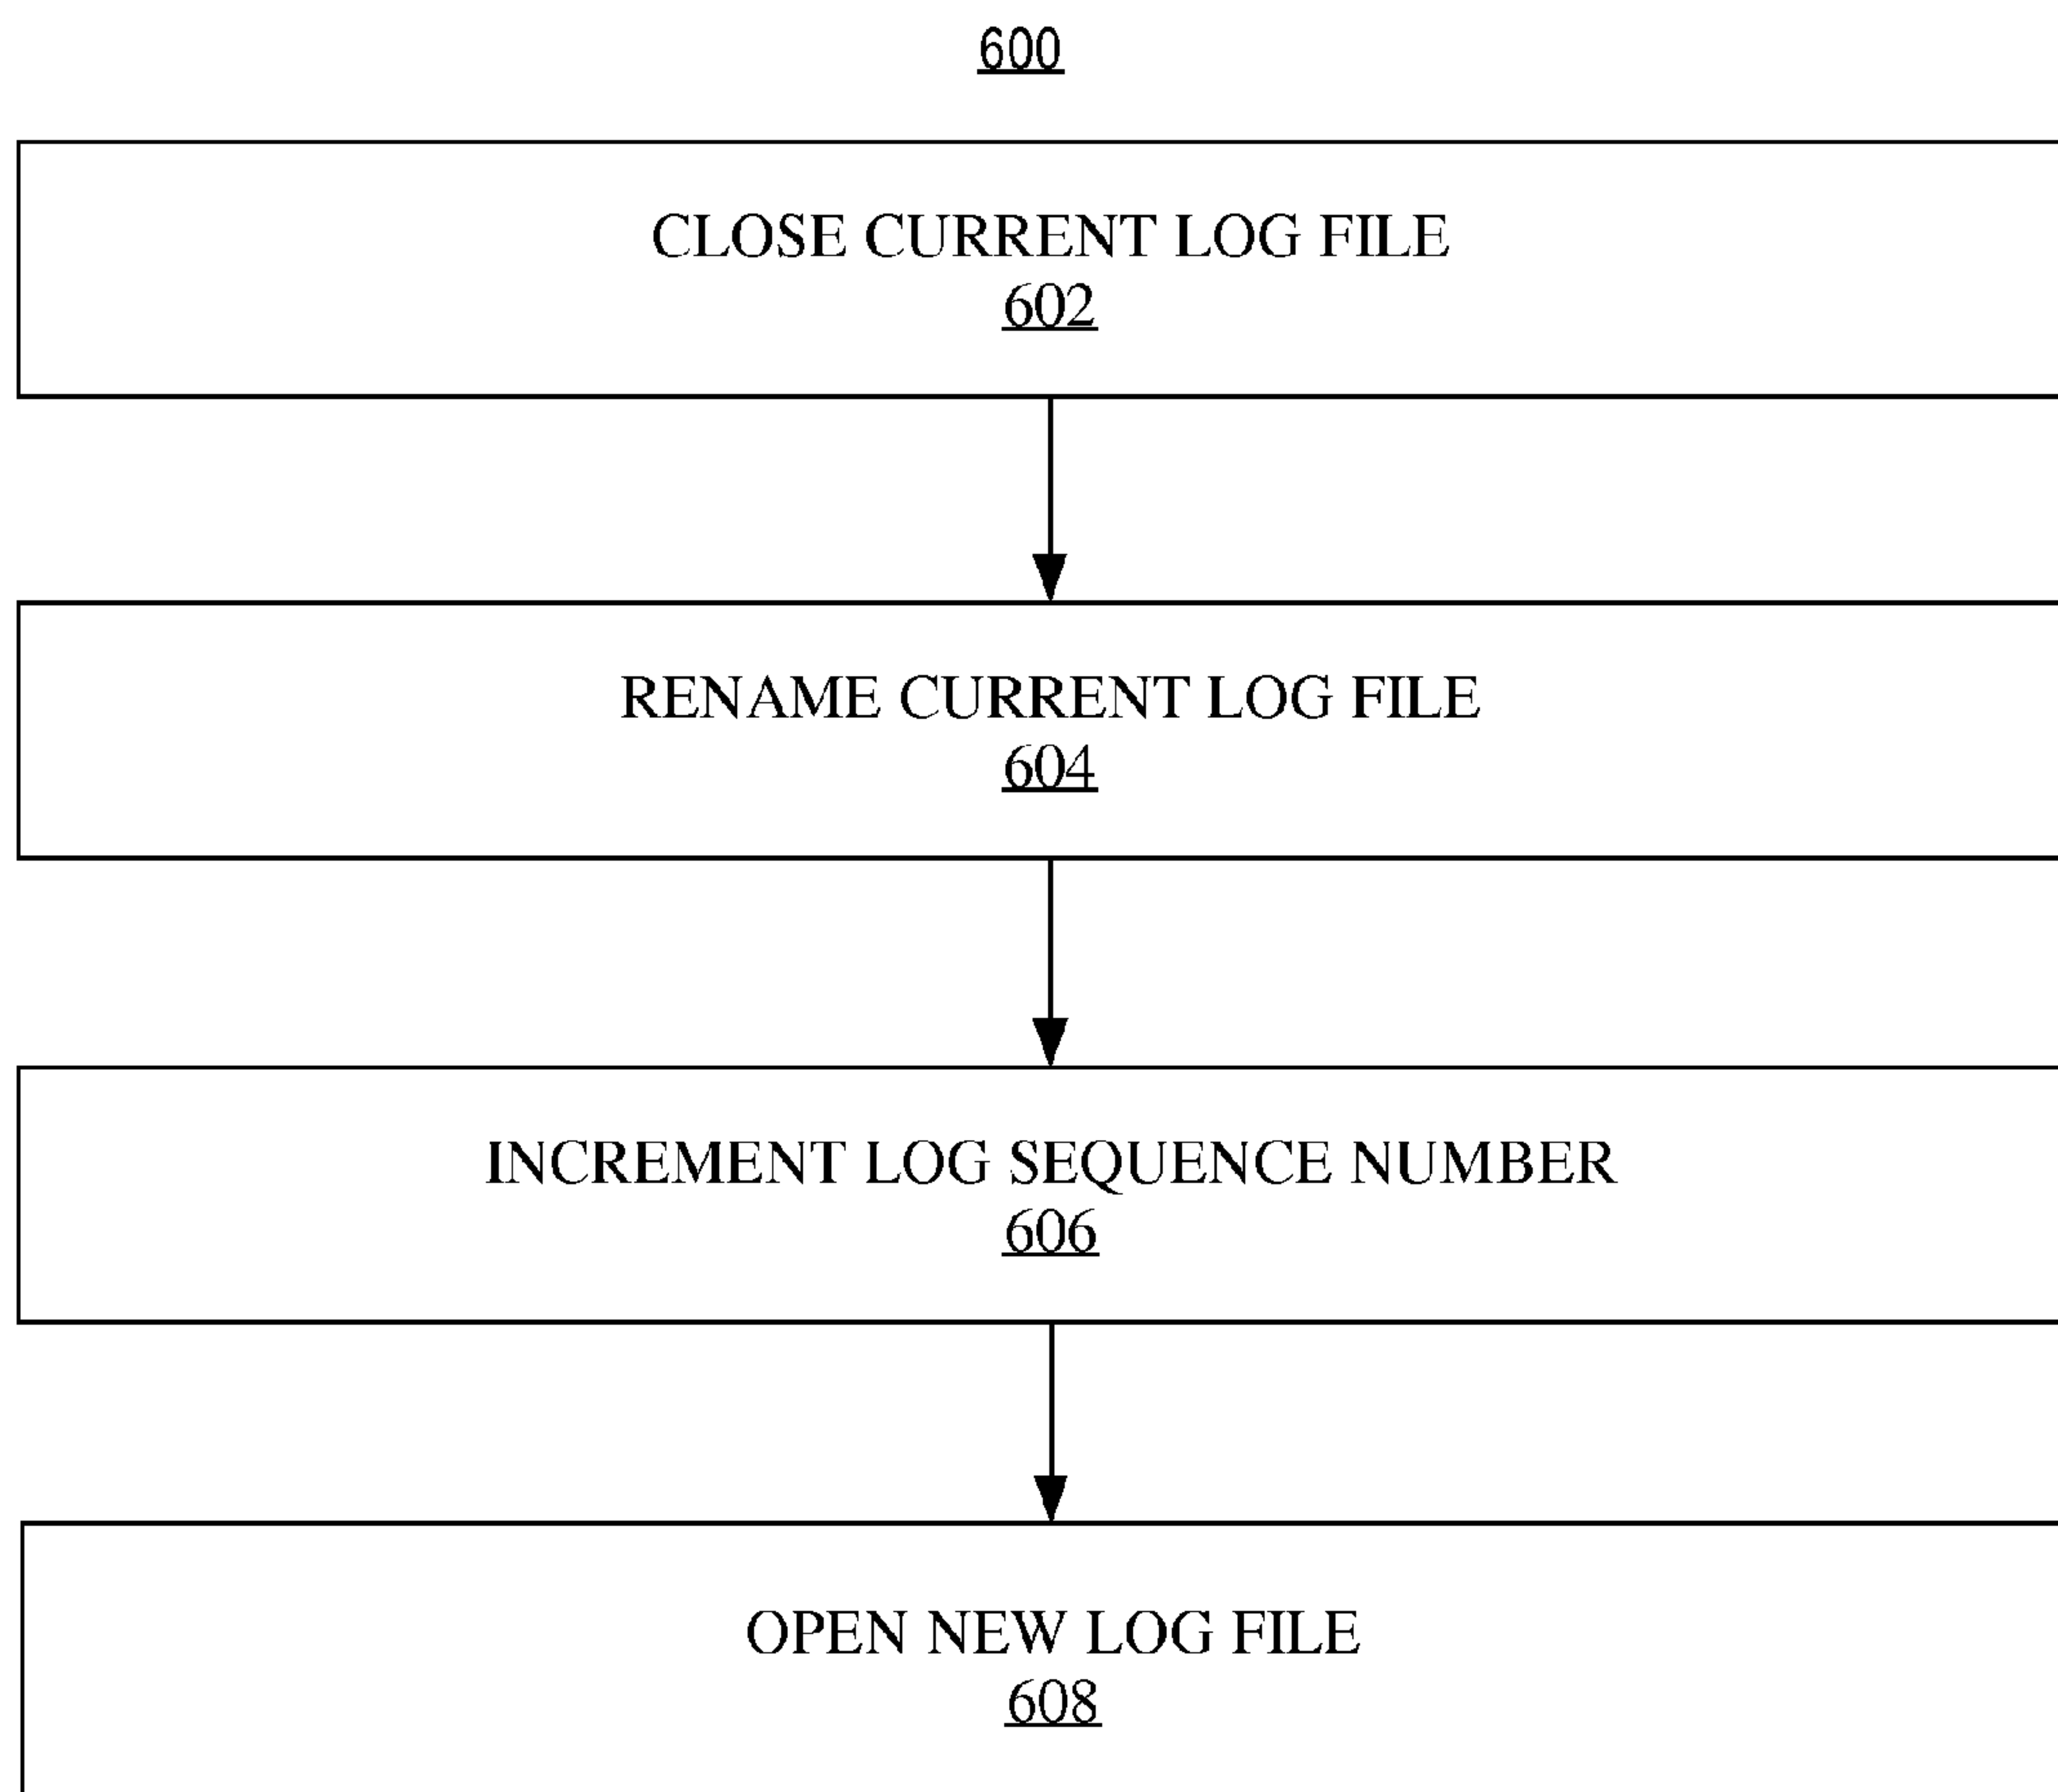 600
CLOSE CURRENT LOG FILE
602
RENAME CURRENT LOG FILE
604
INCREMENT LOG SEQUENCE NUMBER
606
OPEN NEW LOG FILE
608